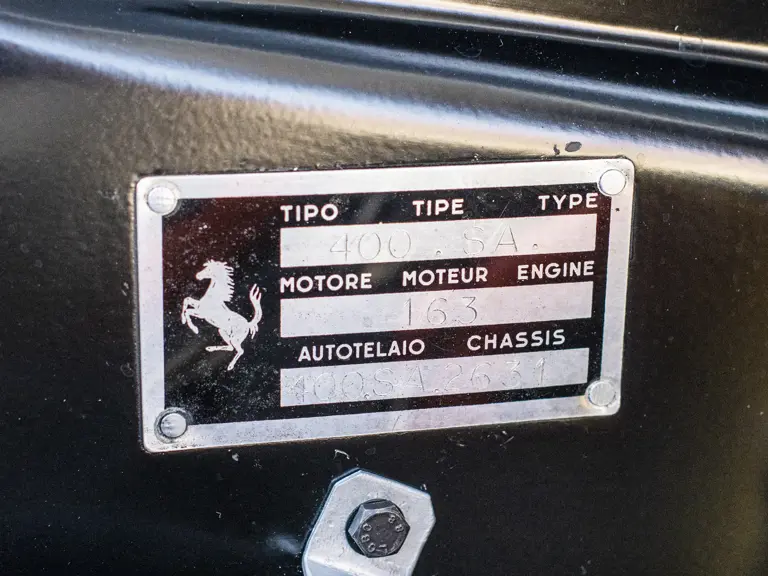 TIPO TIPE TYPE
400.SA.
MOTORE MOTEUR ENGINE
163
AUTOTELAIO CHASSIS
400SA.2631